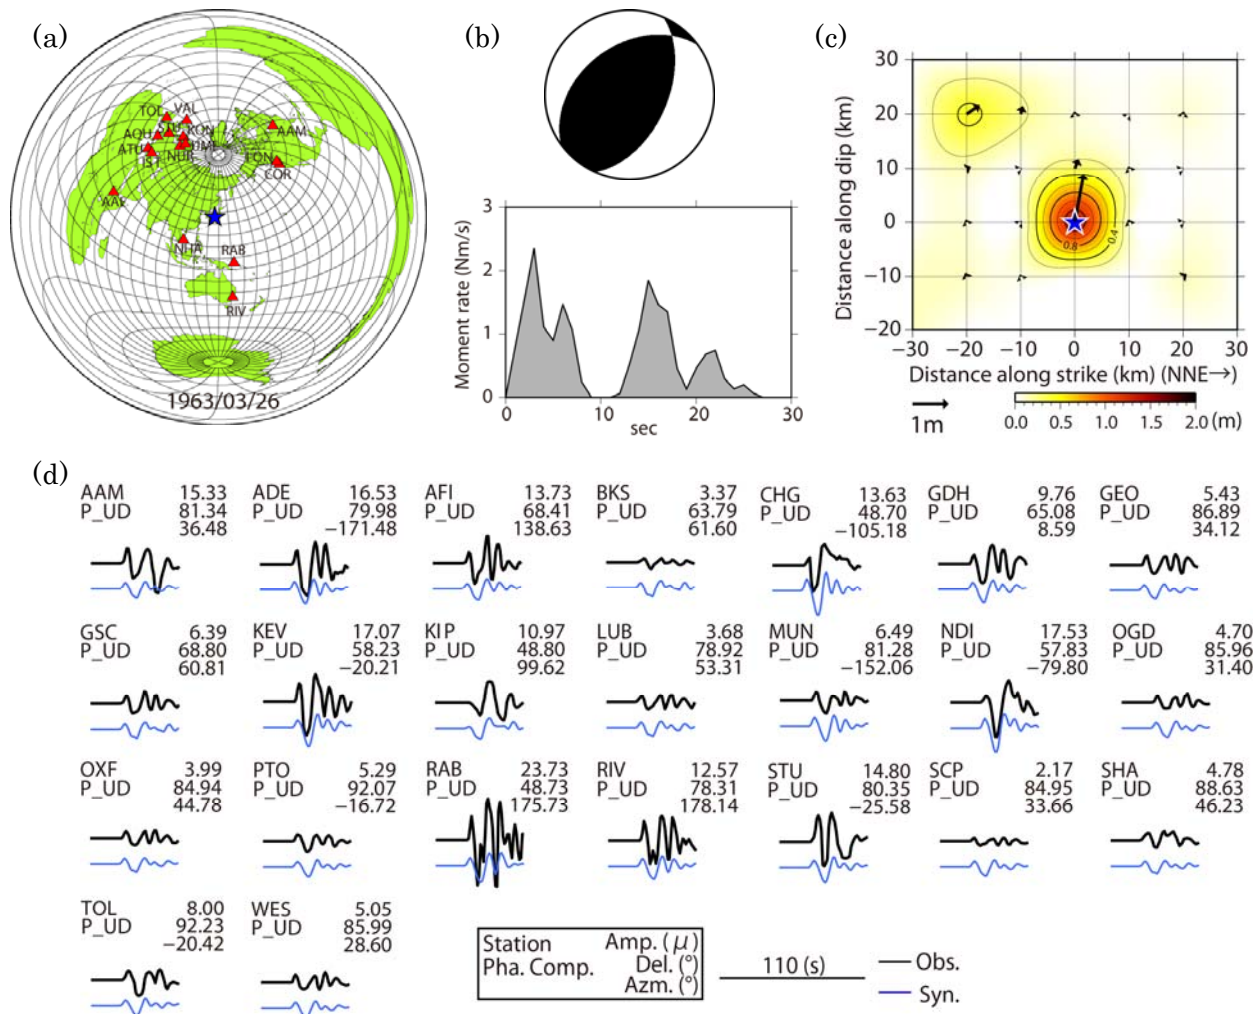 (a)
TOL VAL
AQU STU KON
ATU UME
IST NUR
AAE
AAM
LON
COR
NHA RAB
RIV
1963/03/26
(b)
Moment rate (Nm/s)
3
2
1
0
0 10 20 30
sec
(c)
Distance along dip (km)
30
20
10
0
−10
−20
0.8 0.4
−30 −20 −10 0 10 20 30
Distance along strike (km) (NNE→)
1m
0.0 0.5 1.0 1.5 2.0 (m)
(d)
AAM 15.33
P_UD 81.34
36.48
ADE 16.53
P_UD 79.98
−171.48
AFI 13.73
P_UD 68.41
138.63
BKS 3.37
P_UD 63.79
61.60
CHG 13.63
P_UD 48.70
−105.18
GDH 9.76
P_UD 65.08
8.59
GEO 5.43
P_UD 86.89
34.12
GSC 6.39
P_UD 68.80
60.81
KEV 17.07
P_UD 58.23
−20.21
KIP 10.97
P_UD 48.80
99.62
LUB 3.68
P_UD 78.92
53.31
MUN 6.49
P_UD 81.28
−152.06
NDI 17.53
P_UD 57.83
−79.80
OGD 4.70
P_UD 85.96
31.40
OXF 3.99
P_UD 84.94
44.78
PTO 5.29
P_UD 92.07
−16.72
RAB 23.73
P_UD 48.73
175.73
RIV 12.57
P_UD 78.31
178.14
STU 14.80
P_UD 80.35
−25.58
SCP 2.17
P_UD 84.95
33.66
SHA 4.78
P_UD 88.63
46.23
TOL 8.00
P_UD 92.23
−20.42
WES 5.05
P_UD 85.99
28.60
Station Amp. (μ)
Pha. Comp. Del. (°)
Azm. (°)
110 (s)
Obs.
Syn.